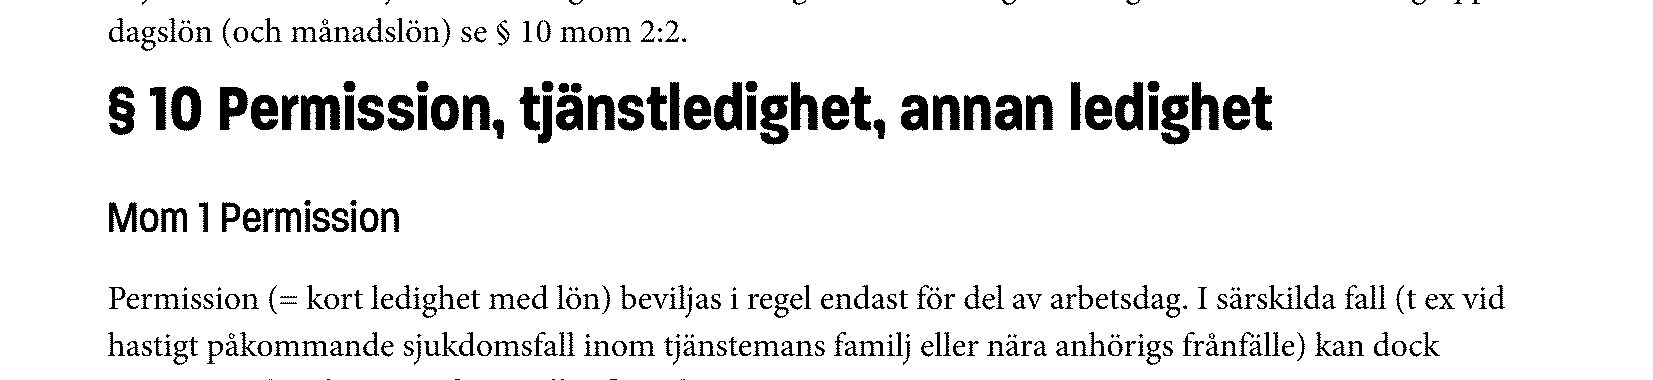 dagslön (och månadslön) se § 10 mom 2:2.
§ 10 Permission, tjänstledighet, annan ledighet
Mom 1 Permission
Permission (= kort ledighet med lön) beviljas i regel endast för del av arbetsdag. I särskilda fall (t ex vid
hastigt påkommande sjukdomsfall inom tjänstemans familj eller nära anhörigs frånfälle) kan dock